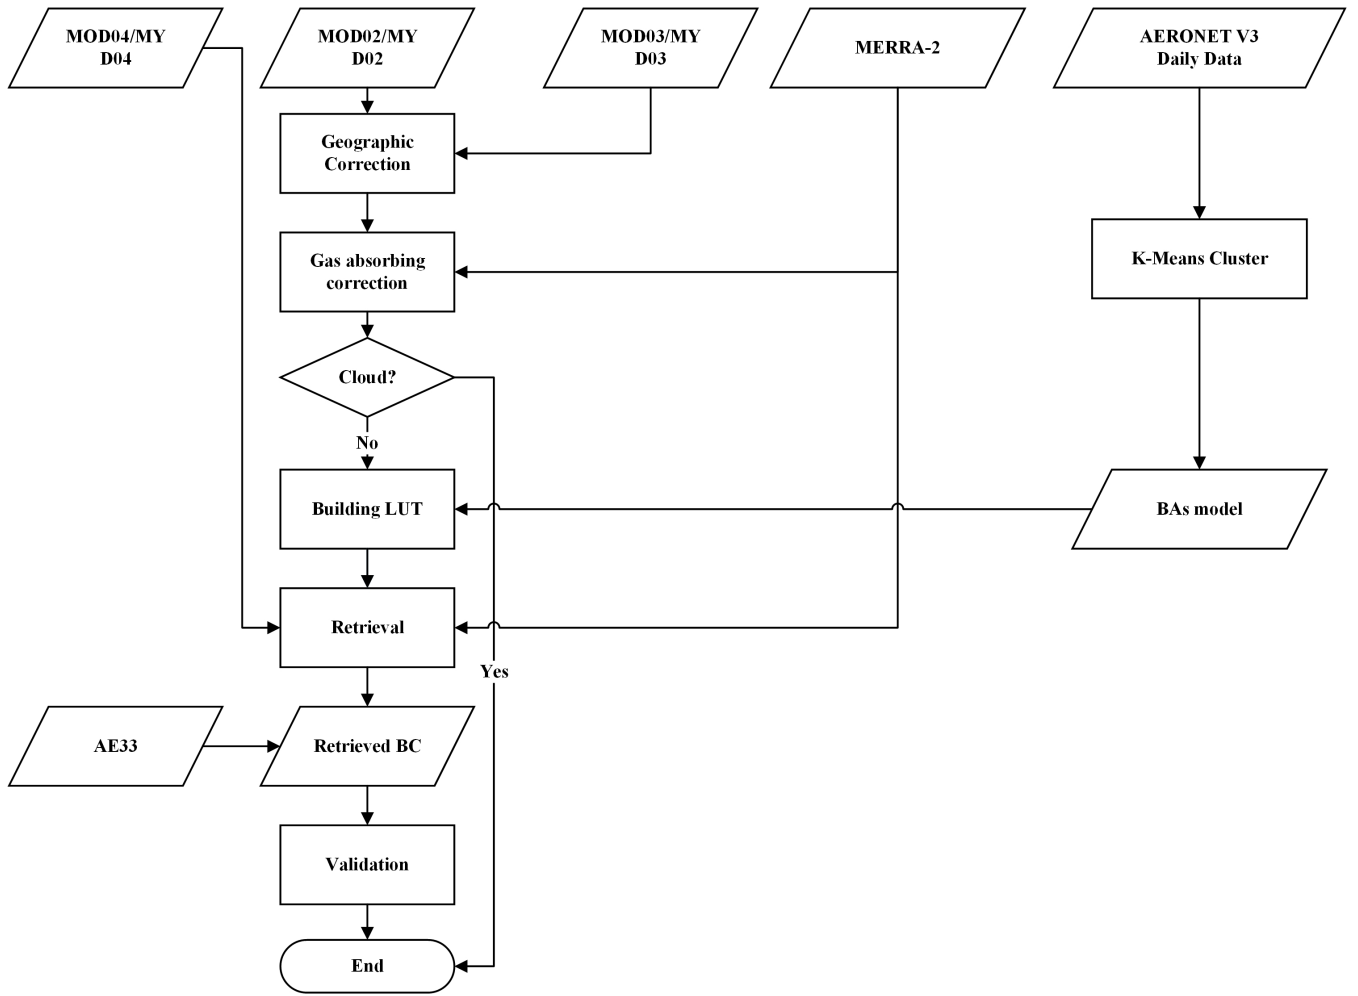 MOD04/MY
D04
MOD02/MY
D02
MOD03/MY
D03
MERRA-2
AERONET V3
Daily Data
Geographic
Correction
Gas absorbing
correction
K-Means Cluster
Cloud?
No
Building LUT
BAs model
Retrieval
Yes
AE33
Retrieved BC
Validation
End